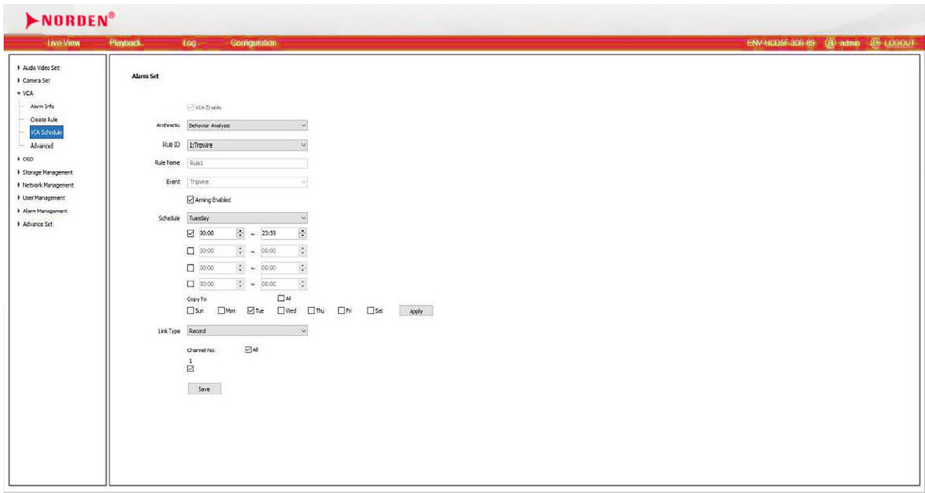 NORDEN®
Live View Playback Log Configuration ENV-HCD5F-30B-89 admin LOGOUT
Audio Video Set
Camera Set
VCA
Alarm Info
Create Rule
VCA Schedule
Advanced
OSD
Storage Management
Network Management
User Management
Alarm Management
Advance Set
Alarm Set
VCA Enable
Arithmetic Behavior Analysis
Rule ID 1:Tripwire
Rule Name Rule1
Event Tripwire
Arming Enabled
Schedule Tuesday
00:00 ~ 23:59
00:00 ~ 00:00
00:00 ~ 00:00
00:00 ~ 00:00
Copy To All
Sun Mon Tue Wed Thu Fri Sat Apply
Link Type Record
Channel No. All
1
Save